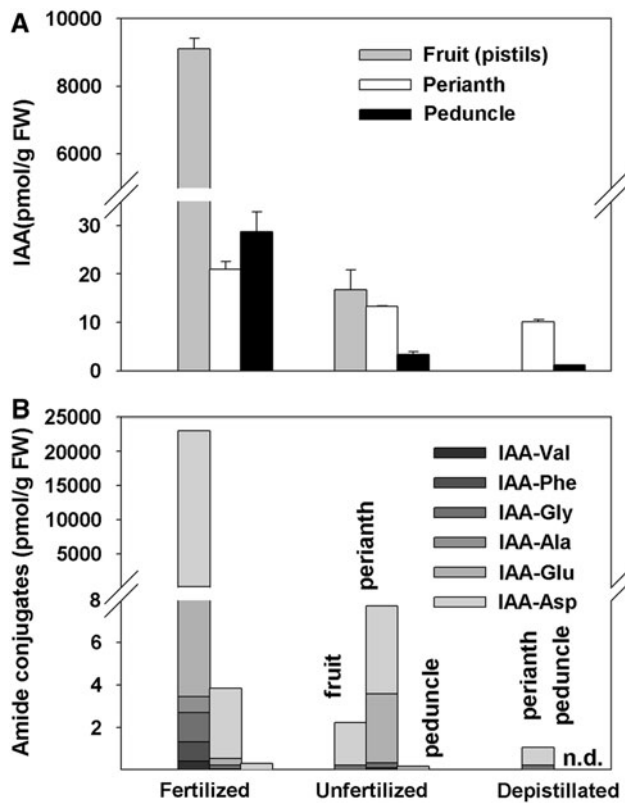 A
IAA(pmol/g FW)
10000
8000
6000
30
20
10
0
Fruit (pistils)
Perianth
Peduncle
B
Amide conjugates (pmol/g FW)
25000
20000
15000
10000
5000
8
6
4
2
IAA-Val
IAA-Phe
IAA-Gly
IAA-Ala
IAA-Glu
IAA-Asp
fruit
perianth
peduncle
perianth
peduncle
n.d.
Fertilized
Unfertilized
Depistillated